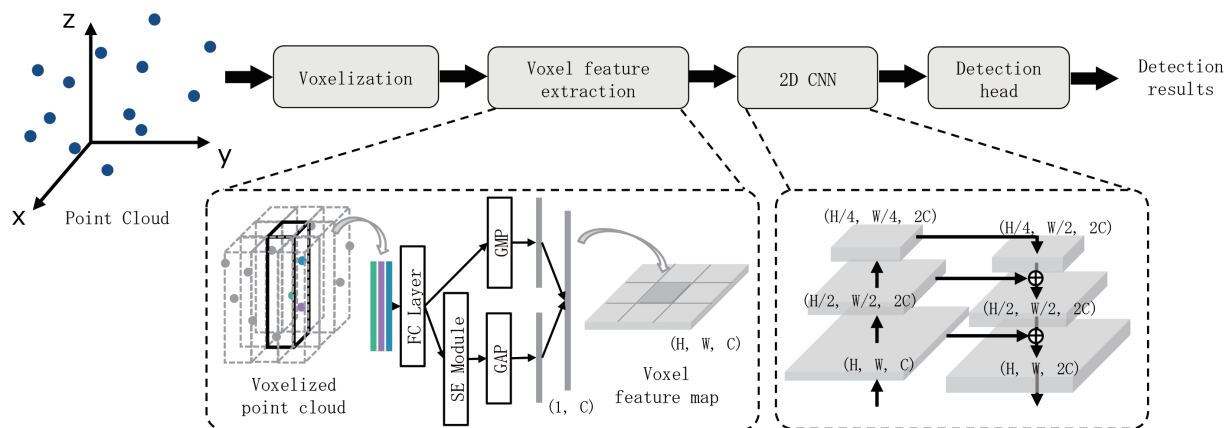 z
y
x
Point Cloud
Voxelization
Voxel feature
extraction
2D CNN
Detection
head
Detection
results
Voxelized
point cloud
FC Layer
SE Module
GMP
GAP
(1, C)
(H, W, C)
Voxel
feature map
(H/4, W/4, 2C)
(H/4, W/2, 2C)
(H/2, W/2, 2C)
(H/2, W/2, 2C)
(H, W, C)
(H, W, 2C)